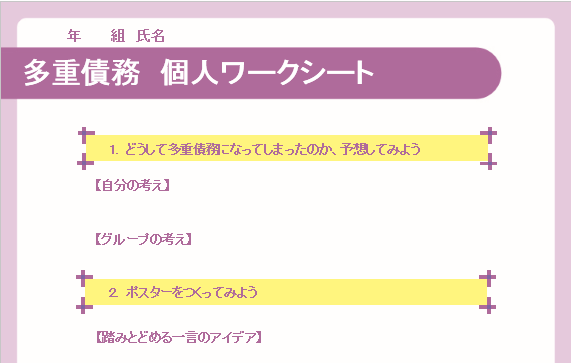 年　　組　氏名
多重債務　個人ワークシート
1. どうして多重債務になってしまったのか、予想してみよう
【自分の考え】
【グループの考え】
2. ポスターをつくってみよう
【踏みとどめる一言のアイデア】